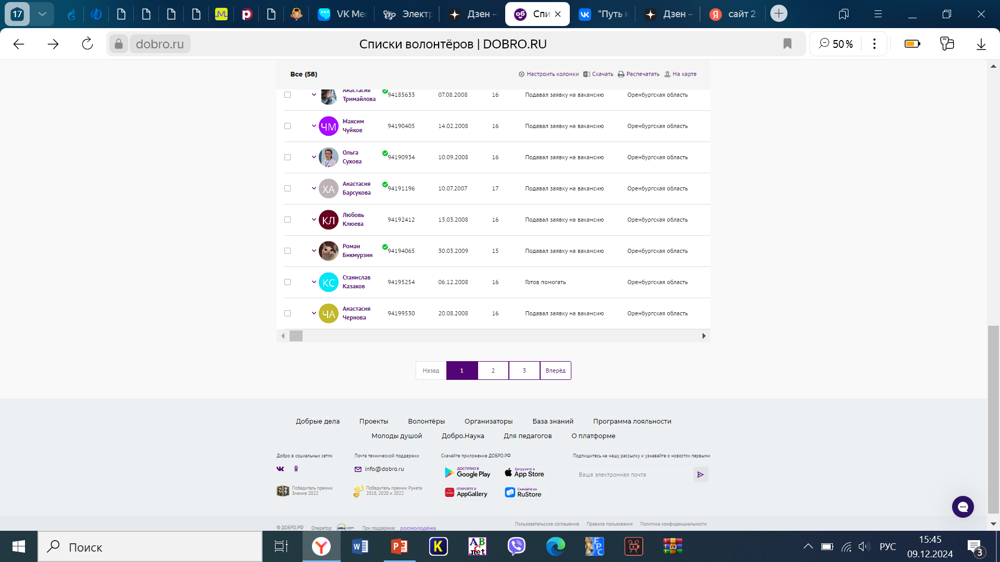 17
VK Мес
Электр
Дзен –
Спи
"Путь к
Дзен –
сайт 2
dobro.ru
Списки волонтёров | DOBRO.RU
50 %
Все (58)
Настроить колонки Скачать Распечатать На карте
Анастасия Тримайлова 94185633 07.08.2008 16 Подавал заявку на вакансию Оренбургская область
ЧМ Максим Чуйков 94190405 14.02.2008 16 Подавал заявку на вакансию Оренбургская область
Ольга Сухова 94190934 10.09.2008 16 Подавал заявку на вакансию Оренбургская область
ХА Анастасия Барсукова 94191196 10.07.2007 17 Подавал заявку на вакансию Оренбургская область
КЛ Любовь Клюева 94192412 13.03.2008 16 Подавал заявку на вакансию Оренбургская область
Роман Бикмурзин 94194065 30.03.2009 15 Подавал заявку на вакансию Оренбургская область
КС Станислав Казаков 94195254 06.12.2008 16 Готов помогать Оренбургская область
ЧА Анастасия Чернова 94199530 20.08.2008 16 Подавал заявку на вакансию Оренбургская область
Назад 1 2 3 Вперёд
Добрые дела Проекты Волонтёры Организаторы База знаний Программа лояльности
Молоды душой Добро.Наука Для педагогов О платформе
Добро в социальных сетях
Почта технической поддержки
info@dobro.ru
Скачайте приложение ДОБРО.РФ
ДОСТУПНО В
Google Play
Загрузите в
App Store
ОТКРОЙТЕ В
AppGallery
Скачайте из
RuStore
Подпишитесь на нашу рассылку и узнавайте о новостях первыми
Ваша электронная почта
Победитель премии
Знание 2022
Победитель премии Рунета
2018, 2020 и 2022
© ДОБРО.РФ Оператор: АВЦ При поддержке: росмолодёжь
Пользовательское соглашение Правила пользования Политика конфиденциальности
Поиск
РУС
15:45
09.12.2024
3